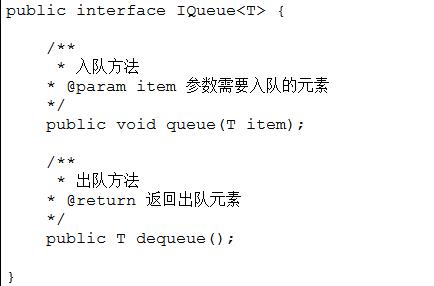 public interface IQueue<T> {
/**
* 入队方法
* @param item 参数需要入队的元素
*/
public void queue(T item);
/**
* 出队方法
* @return 返回出队元素
*/
public T dequeue();
}